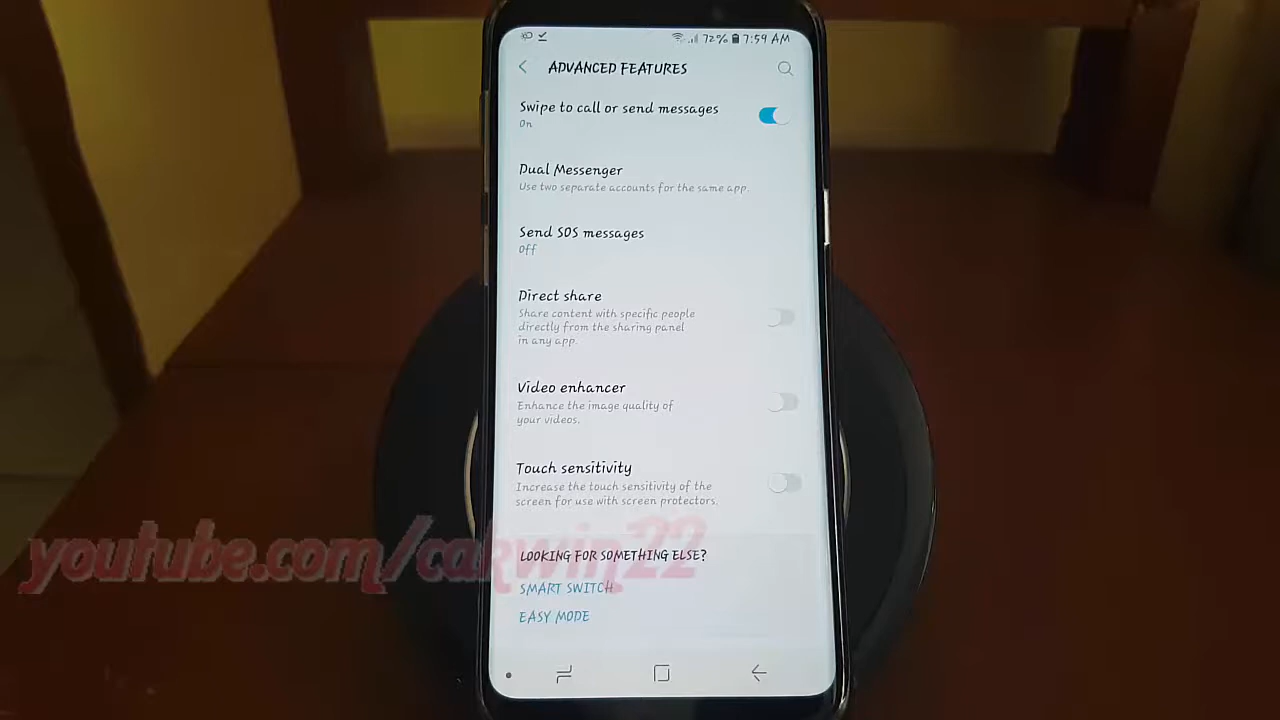 72% 7:59 AM
ADVANCED FEATURES
Swipe to call or send messages
On
Dual Messenger
Use two separate accounts for the same app.
Send SOS messages
Off
Direct share
Share content with specific people
directly from the sharing panel
in any app.
Video enhancer
Enhance the image quality of
your videos.
Touch sensitivity
Increase the touch sensitivity of the
screen for use with screen protectors.
youtube.com/cakwin22
LOOKING FOR SOMETHING ELSE?
SMART SWITCH
EASY MODE